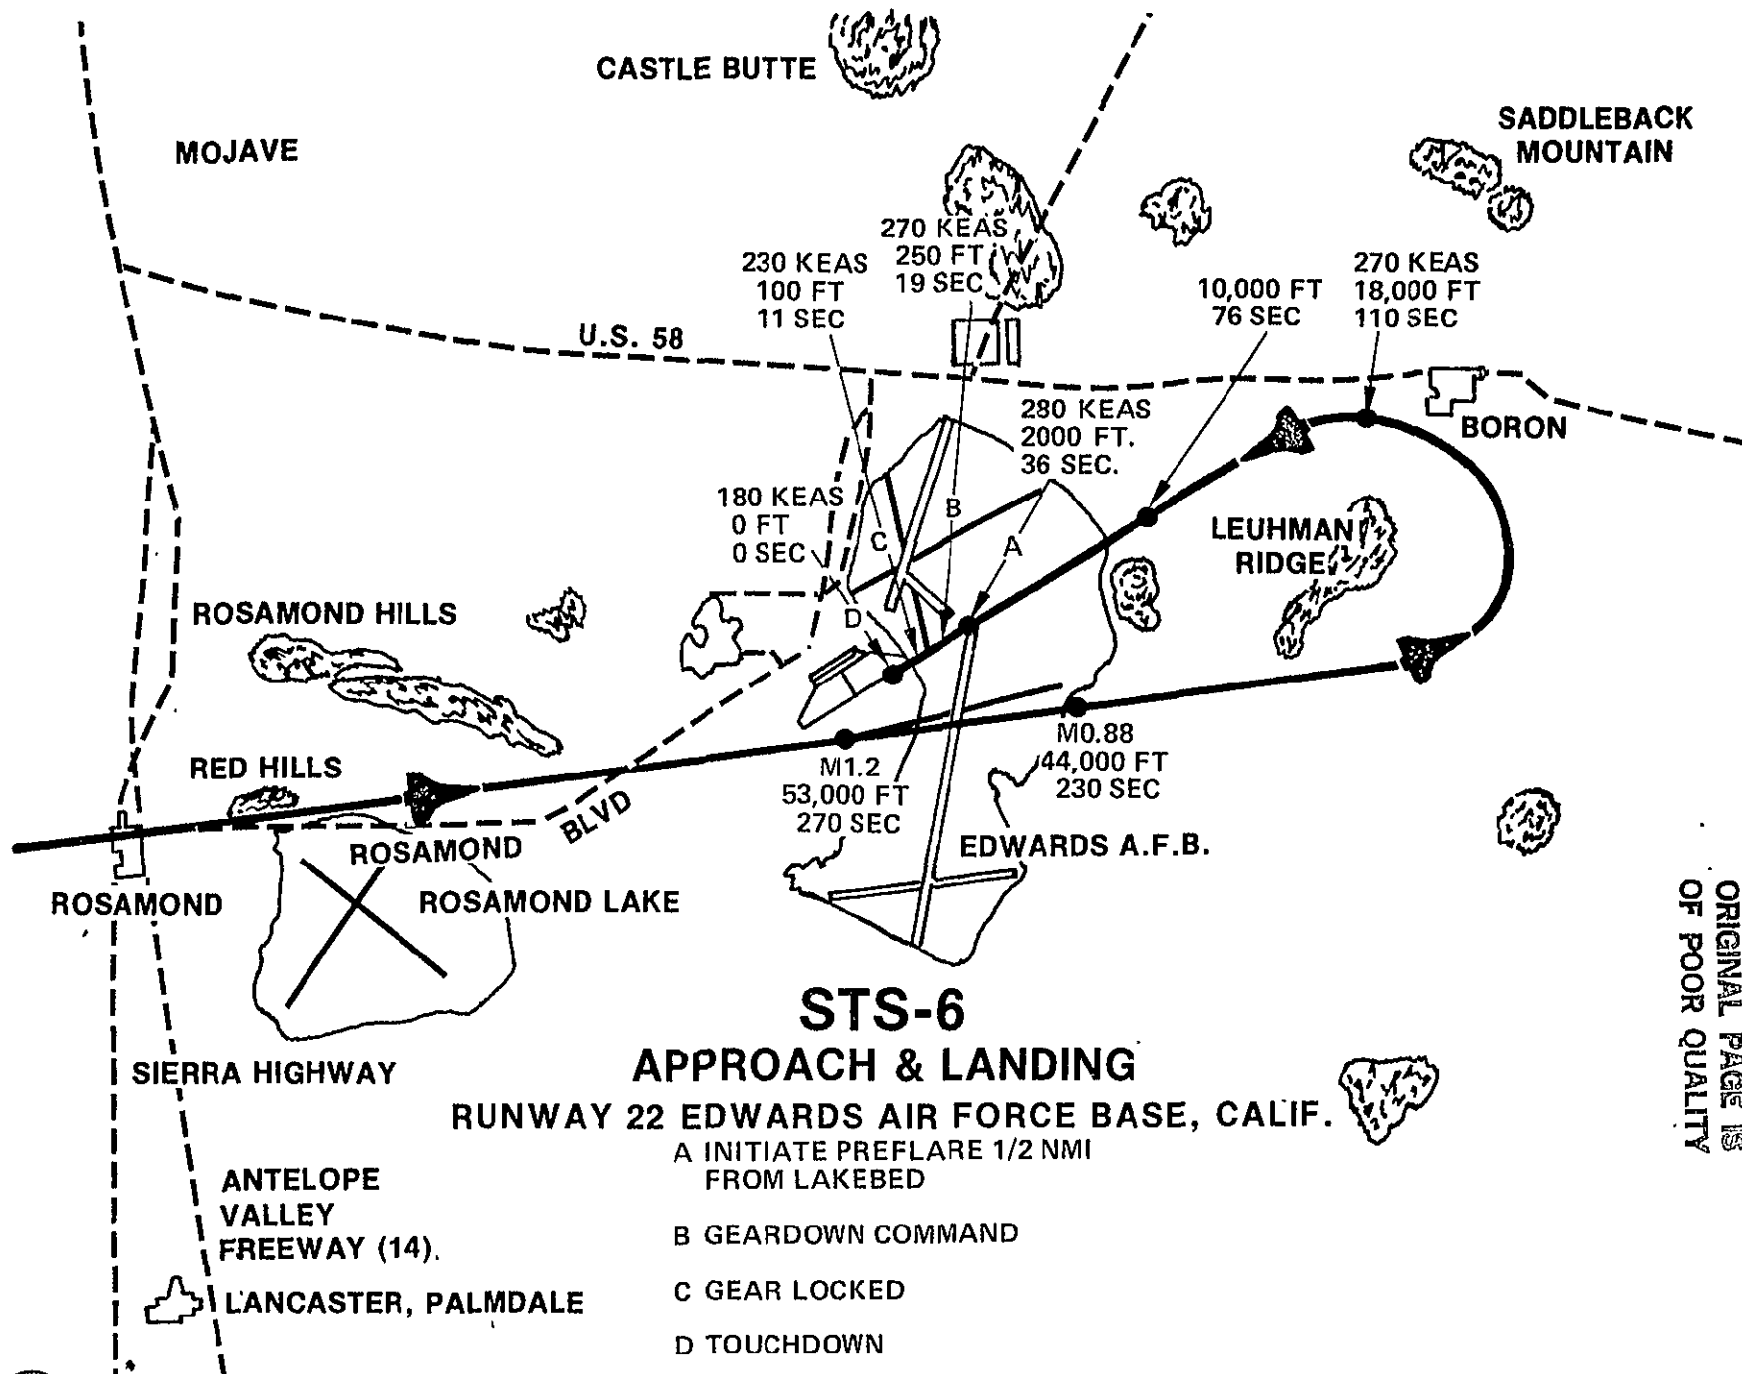 CASTLE BUTTE
SADDLEBACK
MOUNTAIN
MOJAVE
270 KEAS
250 FT
19 SEC
230 KEAS
100 FT
11 SEC
10,000 FT
76 SEC
270 KEAS
18,000 FT
110 SEC
U.S. 58
280 KEAS
2000 FT.
36 SEC.
BORON
180 KEAS
0 FT
0 SEC
B
C
A
D
LEUHMAN
RIDGE
ROSAMOND HILLS
RED HILLS
M1.2
53,000 FT
270 SEC
M0.88
44,000 FT
230 SEC
BLVD
ROSAMOND
EDWARDS A.F.B.
ROSAMOND
ROSAMOND LAKE
ORIGINAL PAGE IS
OF POOR QUALITY
STS-6
APPROACH & LANDING
RUNWAY 22 EDWARDS AIR FORCE BASE, CALIF.
SIERRA HIGHWAY
A INITIATE PREFLARE 1/2 NMI
FROM LAKEBED
B GEARDOWN COMMAND
C GEAR LOCKED
D TOUCHDOWN
ANTELOPE
VALLEY
FREEWAY (14).
LANCASTER, PALMDALE